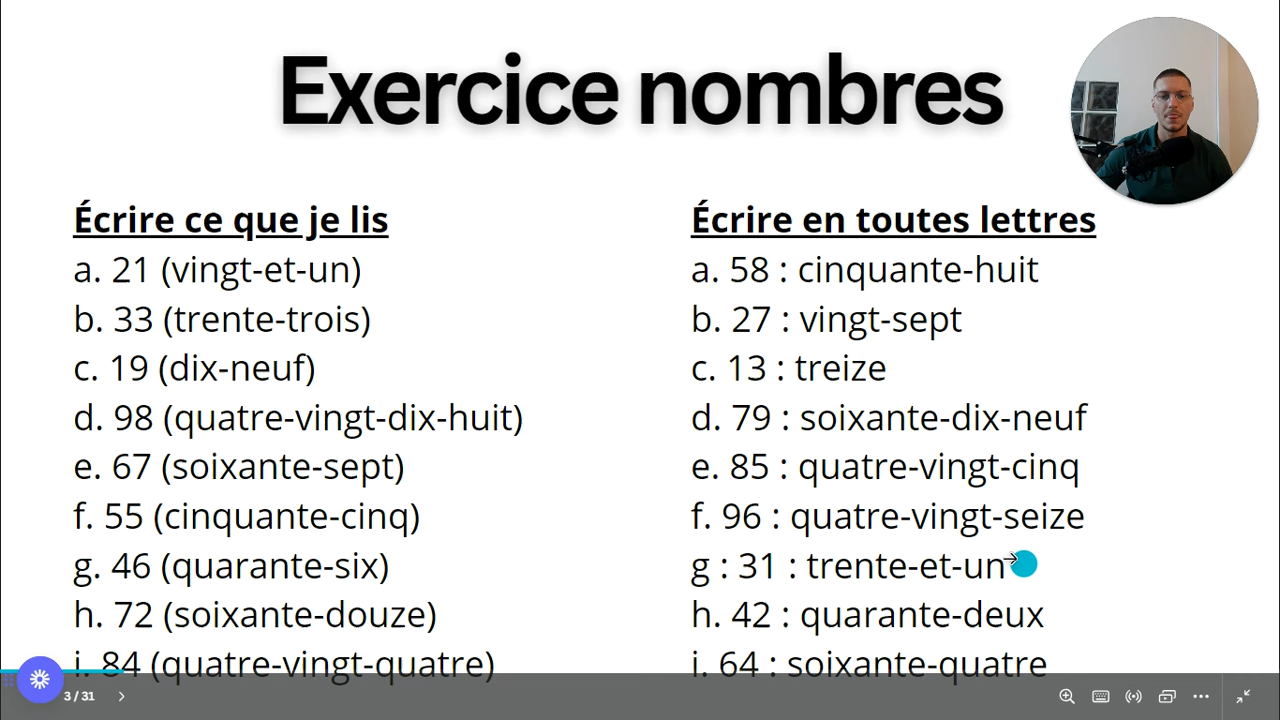 Exercice nombres
Écrire ce que je lis
a. 21 (vingt-et-un)
b. 33 (trente-trois)
c. 19 (dix-neuf)
d. 98 (quatre-vingt-dix-huit)
e. 67 (soixante-sept)
f. 55 (cinquante-cinq)
g. 46 (quarante-six)
h. 72 (soixante-douze)
i. 84 (quatre-vingt-quatre)
Écrire en toutes lettres
a. 58 : cinquante-huit
b. 27 : vingt-sept
c. 13 : treize
d. 79 : soixante-dix-neuf
e. 85 : quatre-vingt-cinq
f. 96 : quatre-vingt-seize
g : 31 : trente-et-un
h. 42 : quarante-deux
i. 64 : soixante-quatre
3 / 31